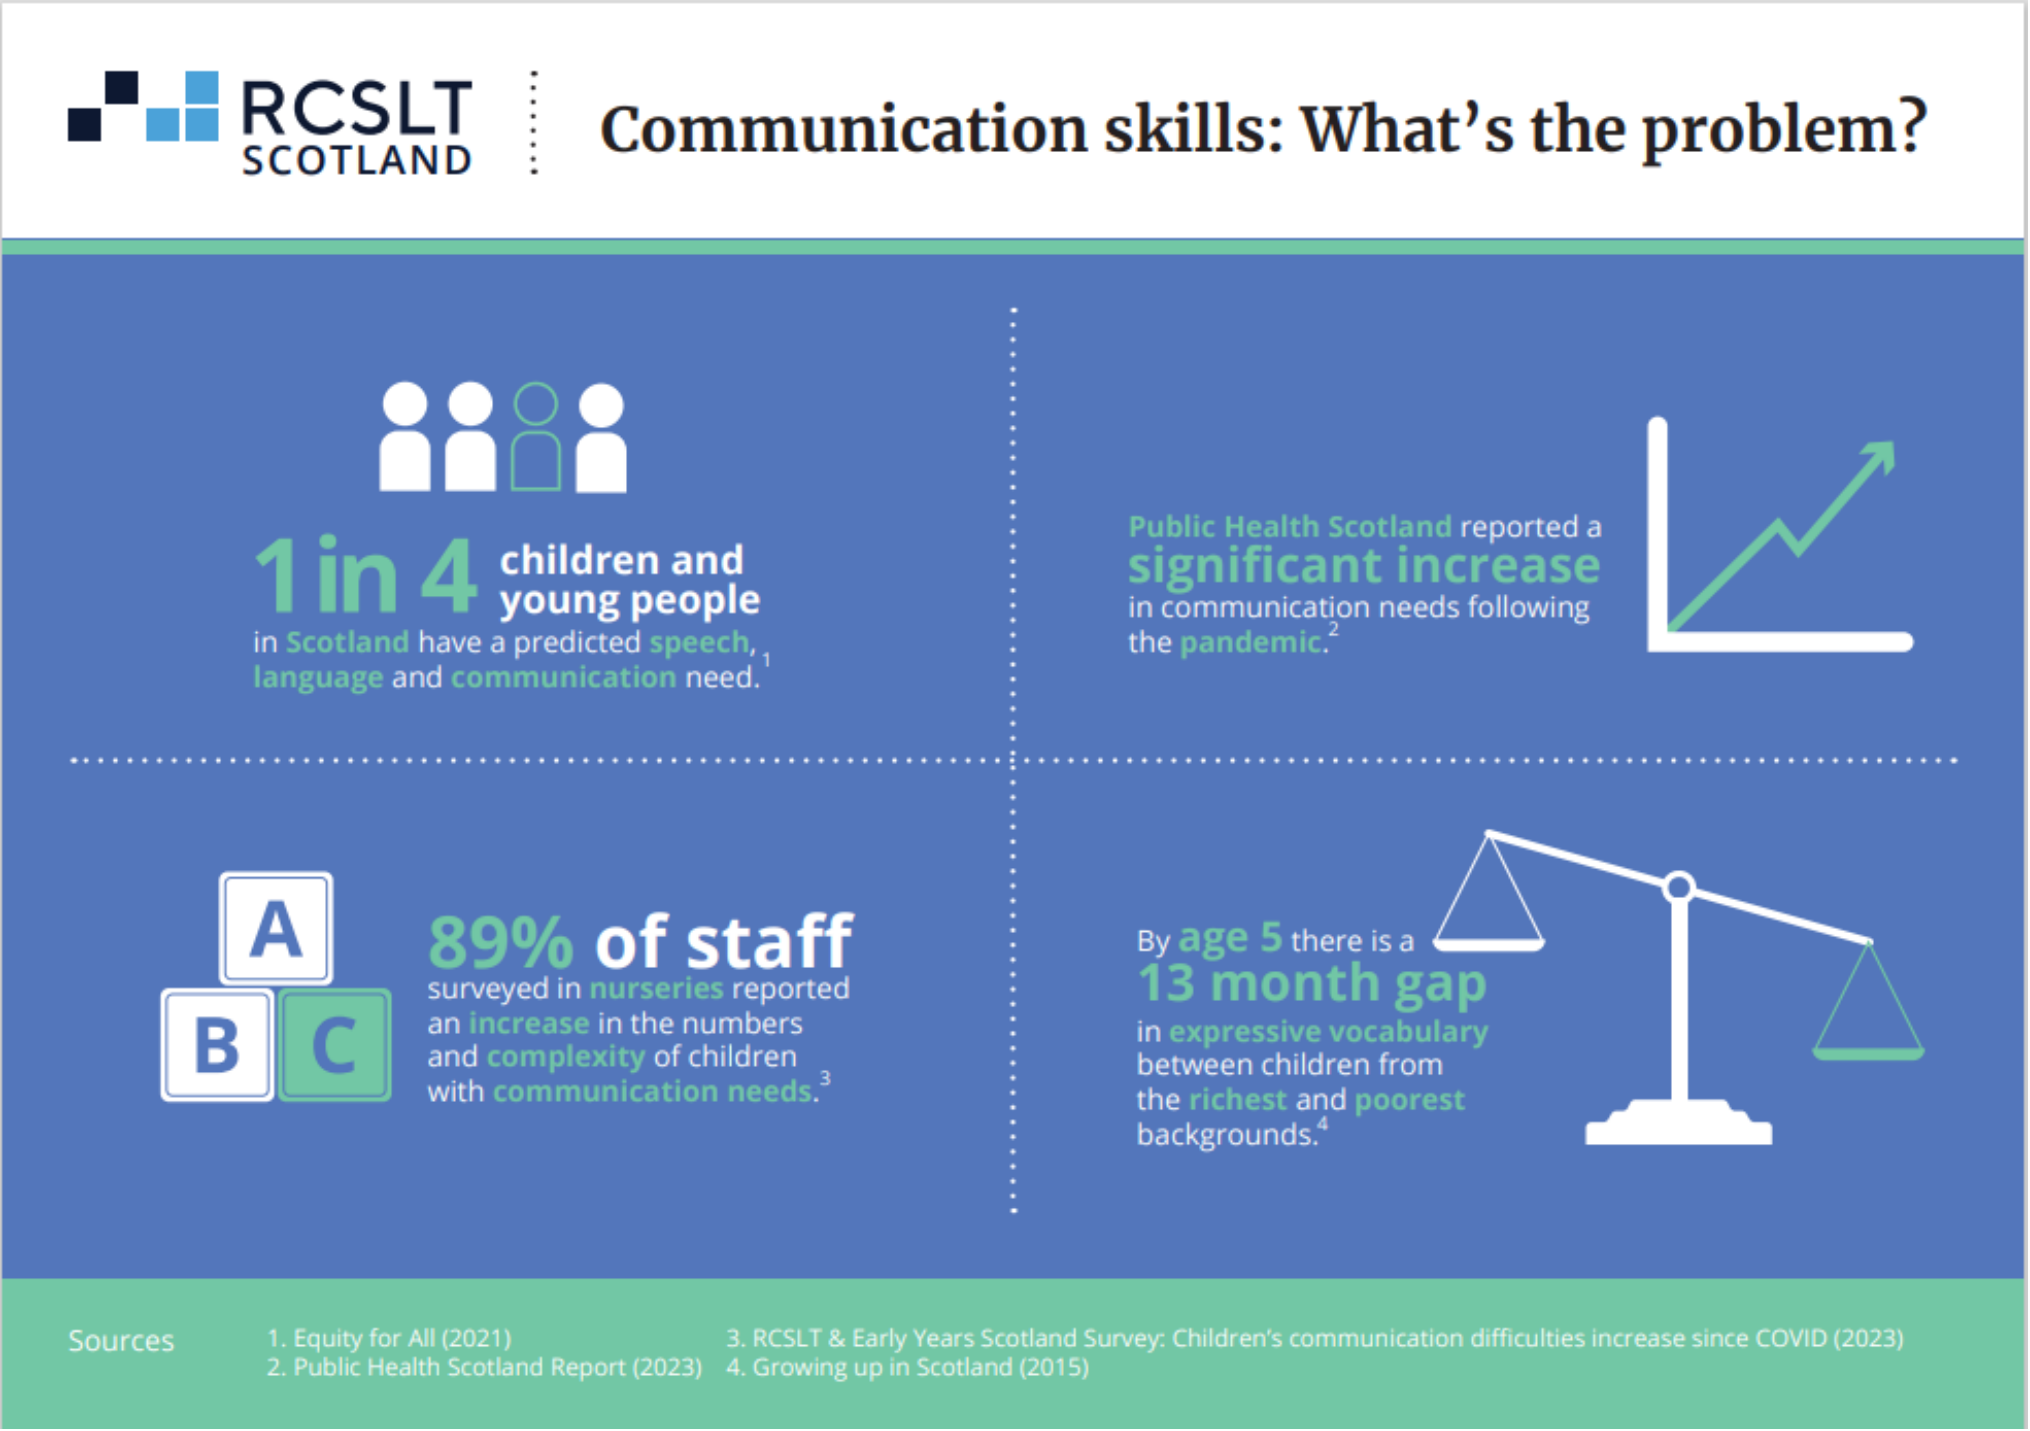 RCSLT
SCOTLAND
Communication skills: What’s the problem?
1 in 4 children and
young people
in Scotland have a predicted speech,
language and communication need.1
Public Health Scotland reported a
significant increase
in communication needs following
the pandemic.2
A
B C
89% of staff
surveyed in nurseries reported
an increase in the numbers
and complexity of children
with communication needs.3
By age 5 there is a
13 month gap
in expressive vocabulary
between children from
the richest and poorest
backgrounds.4
Sources
1. Equity for All (2021)
2. Public Health Scotland Report (2023)
3. RCSLT & Early Years Scotland Survey: Children’s communication difficulties increase since COVID (2023)
4. Growing up in Scotland (2015)